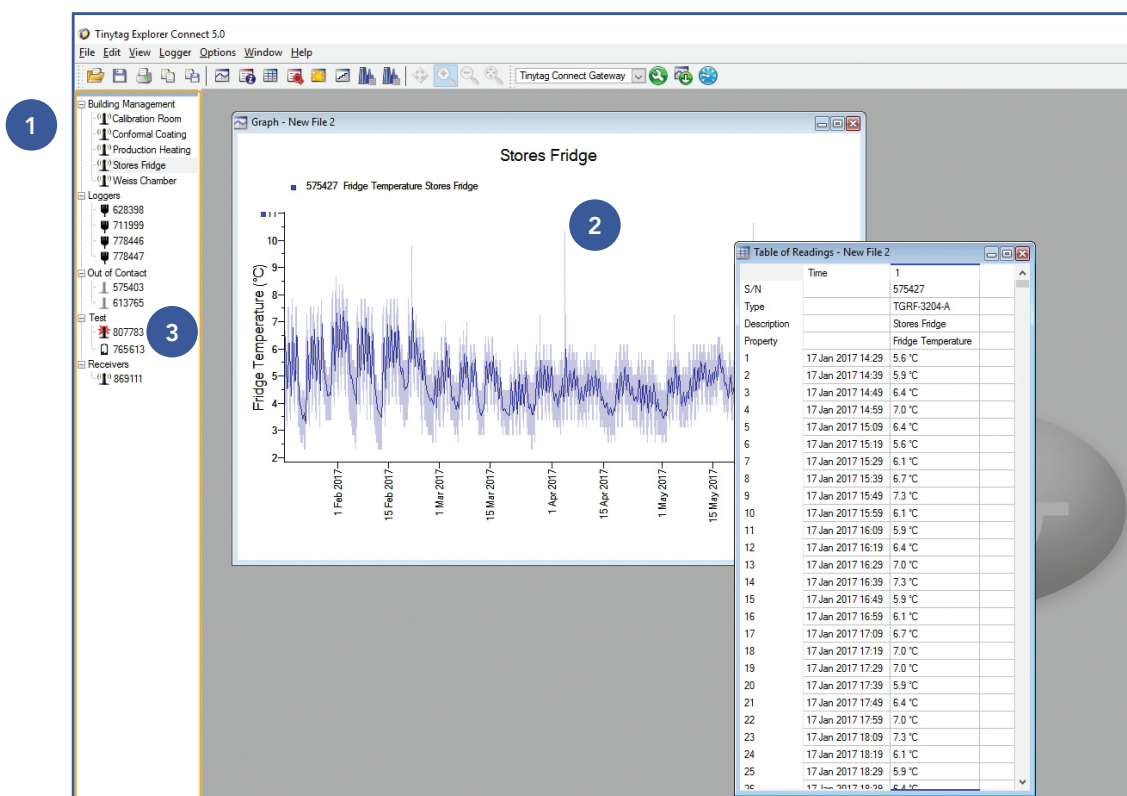 Tinytag Explorer Connect 5.0
File Edit View Logger Options Window Help
Tinytag Connect Gateway
1
Building Management
Calibration Room
Conformal Coating
Production Heating
Stores Fridge
Weiss Chamber
Loggers
628398
711999
778446
778447
Out of Contact
575403
613765
Test
807783
765613
Receivers
869111
3
Graph - New File 2
Stores Fridge
575427 Fridge Temperature Stores Fridge
2
Fridge Temperature (°C)
11
10
9
8
7
6
5
4
3
2
1 Feb 2017
15 Feb 2017
1 Mar 2017
15 Mar 2017
1 Apr 2017
15 Apr 2017
1 May 2017
15 May 2017
Table of Readings - New File 2
Time 1
S/N 575427
Type TGRF-3204-A
Description Stores Fridge
Property Fridge Temperature
1 17 Jan 2017 14:29 5.6 °C
2 17 Jan 2017 14:39 5.9 °C
3 17 Jan 2017 14:49 6.4 °C
4 17 Jan 2017 14:59 7.0 °C
5 17 Jan 2017 15:09 6.4 °C
6 17 Jan 2017 15:19 5.6 °C
7 17 Jan 2017 15:29 6.1 °C
8 17 Jan 2017 15:39 6.7 °C
9 17 Jan 2017 15:49 7.3 °C
10 17 Jan 2017 15:59 6.1 °C
11 17 Jan 2017 16:09 5.9 °C
12 17 Jan 2017 16:19 6.4 °C
13 17 Jan 2017 16:29 7.0 °C
14 17 Jan 2017 16:39 7.3 °C
15 17 Jan 2017 16:49 5.9 °C
16 17 Jan 2017 16:59 6.1 °C
17 17 Jan 2017 17:09 6.7 °C
18 17 Jan 2017 17:19 7.0 °C
19 17 Jan 2017 17:29 7.0 °C
20 17 Jan 2017 17:39 5.9 °C
21 17 Jan 2017 17:49 6.4 °C
22 17 Jan 2017 17:59 7.0 °C
23 17 Jan 2017 18:09 7.3 °C
24 17 Jan 2017 18:19 6.1 °C
25 17 Jan 2017 18:29 5.9 °C
26 17 Jan 2017 18:39 6.4 °C